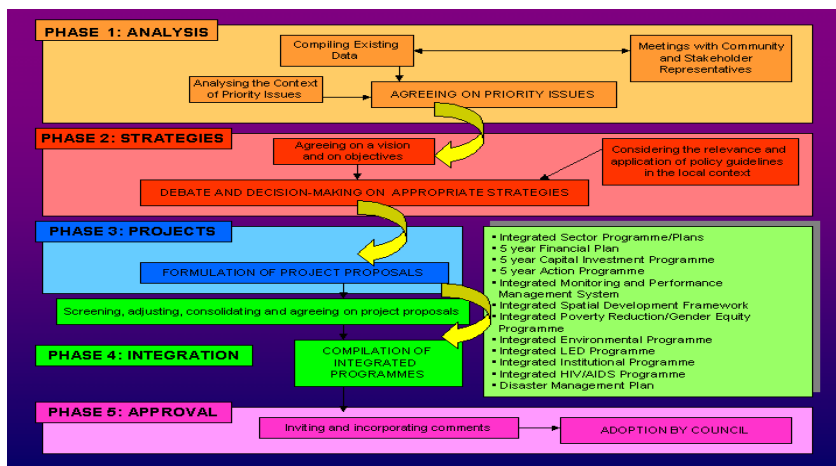 PHASE 1: ANALYSIS
Compiling Existing
Data
Meetings with Community
and Stakeholder
Representatives
Analysing the Context
of Priority Issues
AGREEING ON PRIORITY ISSUES
PHASE 2: STRATEGIES
Agreeing on a vision
and on objectives
Considering the relevance and
application of policy guidelines
in the local context
DEBATE AND DECISION-MAKING ON APPROPRIATE STRATEGIES
PHASE 3: PROJECTS
FORMULATION OF PROJECT PROPOSALS
Screening, adjusting, consolidating and agreeing on project proposals
• Integrated Sector Programme/Plans
• 5 year Financial Plan
• 5 year Capital Investment Programme
• 5 year Action Programme
• Integrated Monitoring and Performance
Management System
• Integrated Spatial Development Framework
• Integrated Poverty Reduction/Gender Equity
Programme
• Integrated Environmental Programme
• Integrated LED Programme
• Integrated Institutional Programme
• Integrated HIV/AIDS Programme
• Disaster Management Plan
PHASE 4: INTEGRATION
COMPILATION OF
INTEGRATED
PROGRAMMES
PHASE 5: APPROVAL
Inviting and incorporating comments
ADOPTION BY COUNCIL